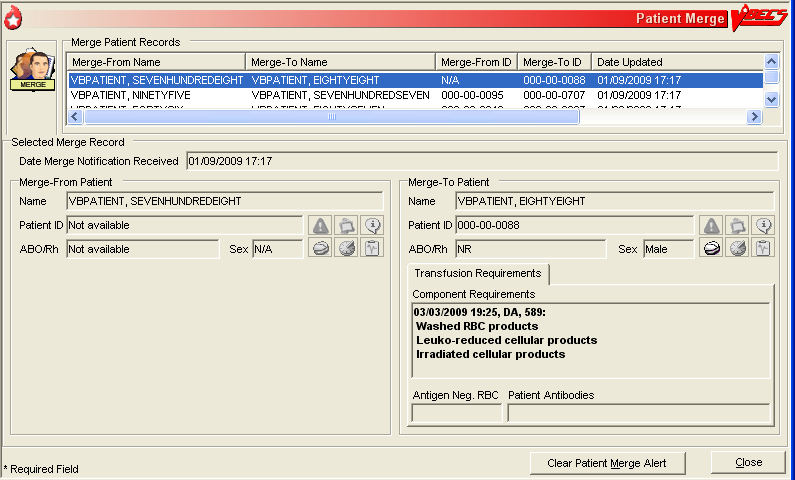 Patient Merge VBECS
MERGE
Merge Patient Records
Merge-From Name Merge-To Name Merge-From ID Merge-To ID Date Updated
VBPATIENT, SEVENHUNDREDEIGHT VBPATIENT, EIGHTYEIGHT N/A 000-00-0088 01/09/2009 17:17
VBPATIENT, NINETYFIVE VBPATIENT, SEVENHUNDREDSEVEN 000-00-0095 000-00-0707 01/09/2009 17:17
Selected Merge Record
Date Merge Notification Received 01/09/2009 17:17
Merge-From Patient
Name VBPATIENT, SEVENHUNDREDEIGHT
Patient ID Not available
ABO/Rh Not available Sex N/A
Merge-To Patient
Name VBPATIENT, EIGHTYEIGHT
Patient ID 000-00-0088
ABO/Rh NR Sex Male
Transfusion Requirements
Component Requirements
03/03/2009 19:25, DA, 589:
Washed RBC products
Leuko-reduced cellular products
Irradiated cellular products
Antigen Neg. RBC Patient Antibodies
* Required Field
Clear Patient Merge Alert
Close